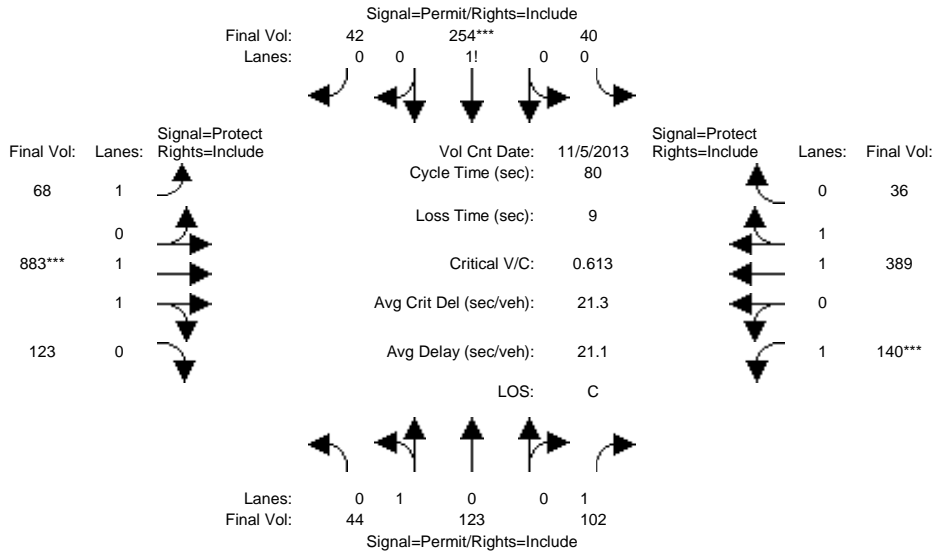 Signal=Permit/Rights=Include
Final Vol: 42 254*** 40
Lanes: 0 0 1! 0 0
Signal=Protect
Final Vol: Lanes: Rights=Include
Vol Cnt Date: 11/5/2013
Signal=Protect
Rights=Include Lanes: Final Vol:
Cycle Time (sec): 80
68 1
0 36
Loss Time (sec): 9
0
1
883*** 1
Critical V/C: 0.613
1 389
1
Avg Crit Del (sec/veh): 21.3
0
123 0
Avg Delay (sec/veh): 21.1
1 140***
LOS: C
Lanes: 0 1 0 0 1
Final Vol: 44 123 102
Signal=Permit/Rights=Include